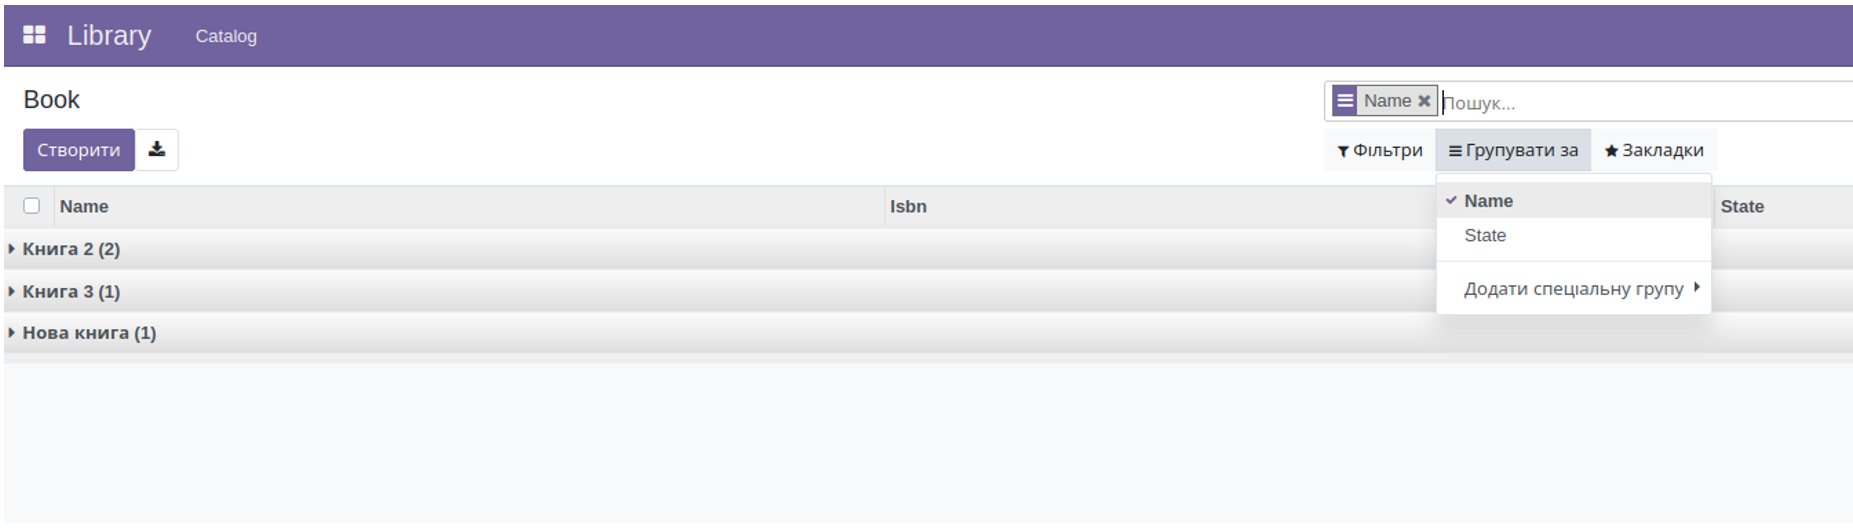 Library Catalog
Book
Name ✖ Пошук...
Створити Фільтри Групувати за Закладки
Name Isbn State
Name
State
Додати спеціальну групу
Книга 2 (2)
Книга 3 (1)
Нова книга (1)